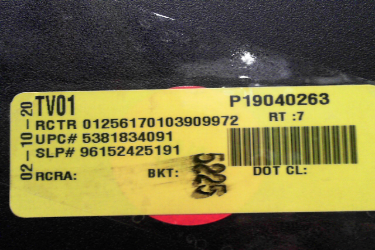 02-10-20
TV01 P19040263
RCTR 01256170103909972 RT :7
UPC# 5381834091
SLP# 96152425191
RCRA: BKT: 5225 DOT CL: